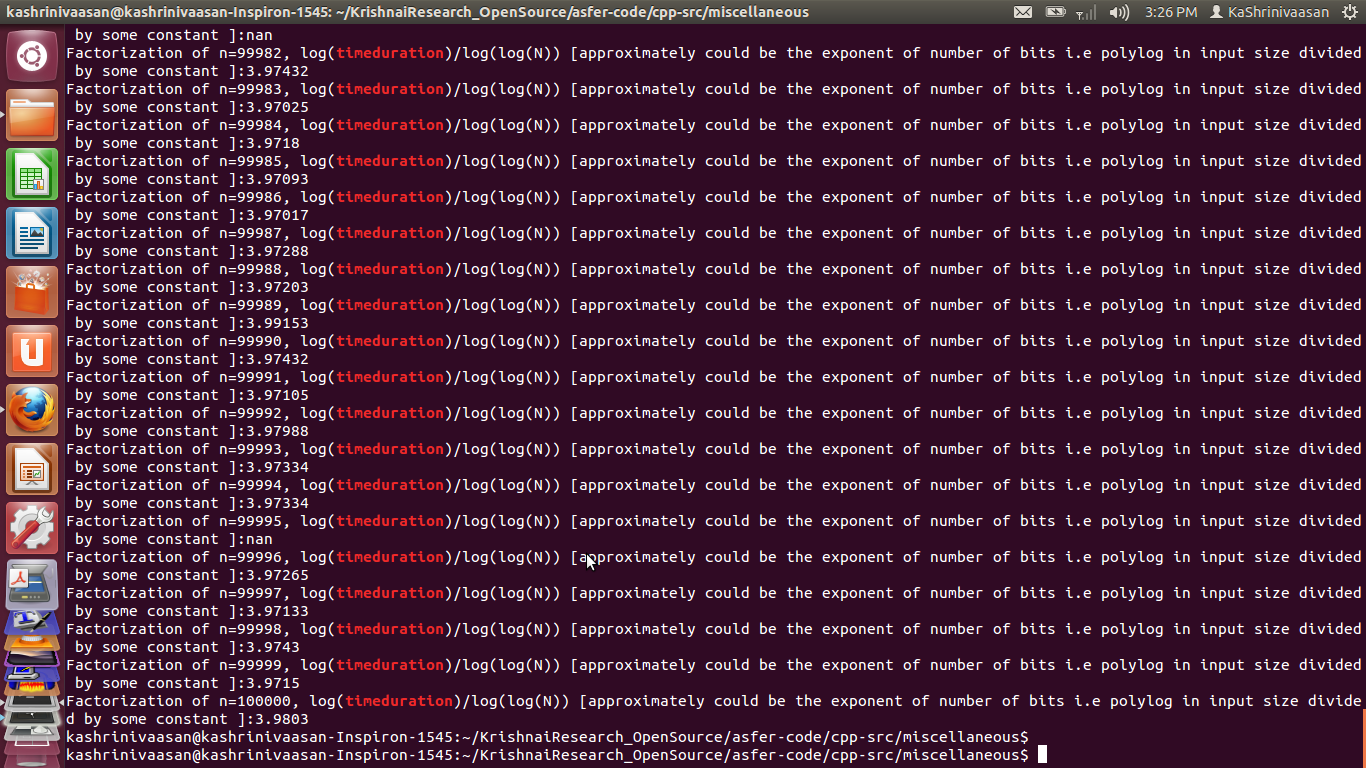 kashrinivaasan@kashrinivaasan-Inspiron-1545: ~/KrishnaiResearch_OpenSource/asfer-code/cpp-src/miscellaneous 3:26 PM KaShrinivaasan
by some constant ]:nan
Factorization of n=99982, log(timeduration)/log(log(N)) [approximately could be the exponent of number of bits i.e polylog in input size divided
by some constant ]:3.97432
Factorization of n=99983, log(timeduration)/log(log(N)) [approximately could be the exponent of number of bits i.e polylog in input size divided
by some constant ]:3.97025
Factorization of n=99984, log(timeduration)/log(log(N)) [approximately could be the exponent of number of bits i.e polylog in input size divided
by some constant ]:3.9718
Factorization of n=99985, log(timeduration)/log(log(N)) [approximately could be the exponent of number of bits i.e polylog in input size divided
by some constant ]:3.97093
Factorization of n=99986, log(timeduration)/log(log(N)) [approximately could be the exponent of number of bits i.e polylog in input size divided
by some constant ]:3.97017
Factorization of n=99987, log(timeduration)/log(log(N)) [approximately could be the exponent of number of bits i.e polylog in input size divided
by some constant ]:3.97288
Factorization of n=99988, log(timeduration)/log(log(N)) [approximately could be the exponent of number of bits i.e polylog in input size divided
by some constant ]:3.97203
Factorization of n=99989, log(timeduration)/log(log(N)) [approximately could be the exponent of number of bits i.e polylog in input size divided
by some constant ]:3.99153
Factorization of n=99990, log(timeduration)/log(log(N)) [approximately could be the exponent of number of bits i.e polylog in input size divided
by some constant ]:3.97432
Factorization of n=99991, log(timeduration)/log(log(N)) [approximately could be the exponent of number of bits i.e polylog in input size divided
by some constant ]:3.97105
Factorization of n=99992, log(timeduration)/log(log(N)) [approximately could be the exponent of number of bits i.e polylog in input size divided
by some constant ]:3.97988
Factorization of n=99993, log(timeduration)/log(log(N)) [approximately could be the exponent of number of bits i.e polylog in input size divided
by some constant ]:3.97334
Factorization of n=99994, log(timeduration)/log(log(N)) [approximately could be the exponent of number of bits i.e polylog in input size divided
by some constant ]:3.97334
Factorization of n=99995, log(timeduration)/log(log(N)) [approximately could be the exponent of number of bits i.e polylog in input size divided
by some constant ]:nan
Factorization of n=99996, log(timeduration)/log(log(N)) [approximately could be the exponent of number of bits i.e polylog in input size divided
by some constant ]:3.97265
Factorization of n=99997, log(timeduration)/log(log(N)) [approximately could be the exponent of number of bits i.e polylog in input size divided
by some constant ]:3.97133
Factorization of n=99998, log(timeduration)/log(log(N)) [approximately could be the exponent of number of bits i.e polylog in input size divided
by some constant ]:3.9743
Factorization of n=99999, log(timeduration)/log(log(N)) [approximately could be the exponent of number of bits i.e polylog in input size divided
by some constant ]:3.9715
Factorization of n=100000, log(timeduration)/log(log(N)) [approximately could be the exponent of number of bits i.e polylog in input size divide
d by some constant ]:3.9803
kashrinivaasan@kashrinivaasan-Inspiron-1545:~/KrishnaiResearch_OpenSource/asfer-code/cpp-src/miscellaneous$
kashrinivaasan@kashrinivaasan-Inspiron-1545:~/KrishnaiResearch_OpenSource/asfer-code/cpp-src/miscellaneous$